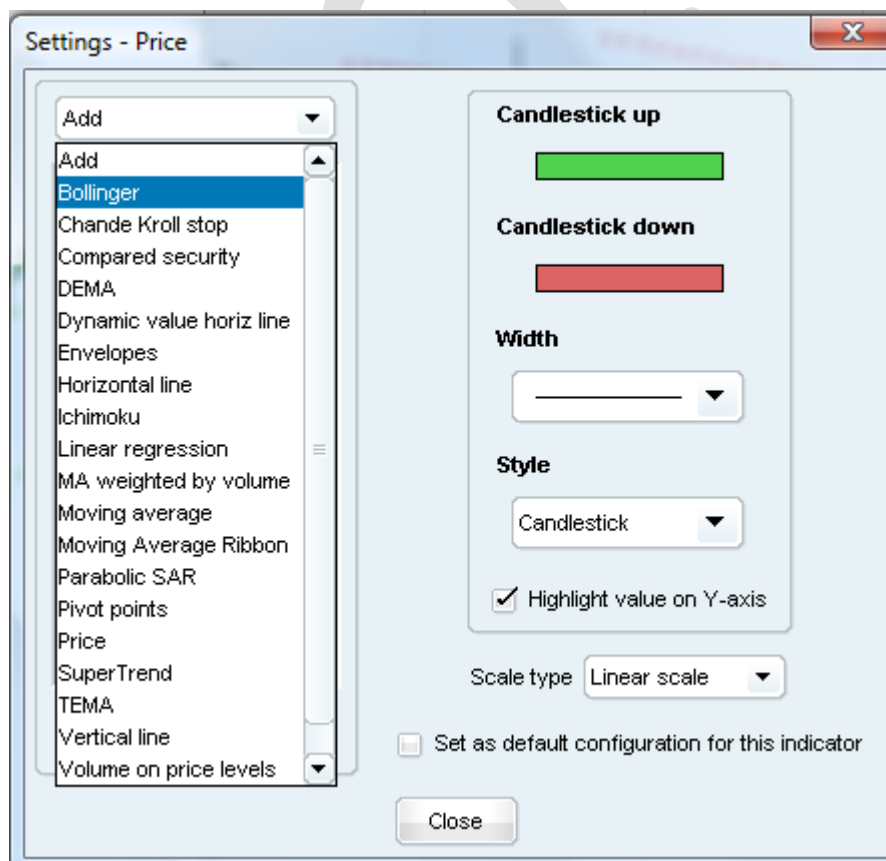 Settings - Price
Add
Add
Bollinger
Chande Kroll stop
Compared security
DEMA
Dynamic value horiz line
Envelopes
Horizontal line
Ichimoku
Linear regression
MA weighted by volume
Moving average
Moving Average Ribbon
Parabolic SAR
Pivot points
Price
SuperTrend
TEMA
Vertical line
Volume on price levels
Candlestick up
Candlestick down
Width
Style
Candlestick
Highlight value on Y-axis
Scale type Linear scale
Set as default configuration for this indicator
Close